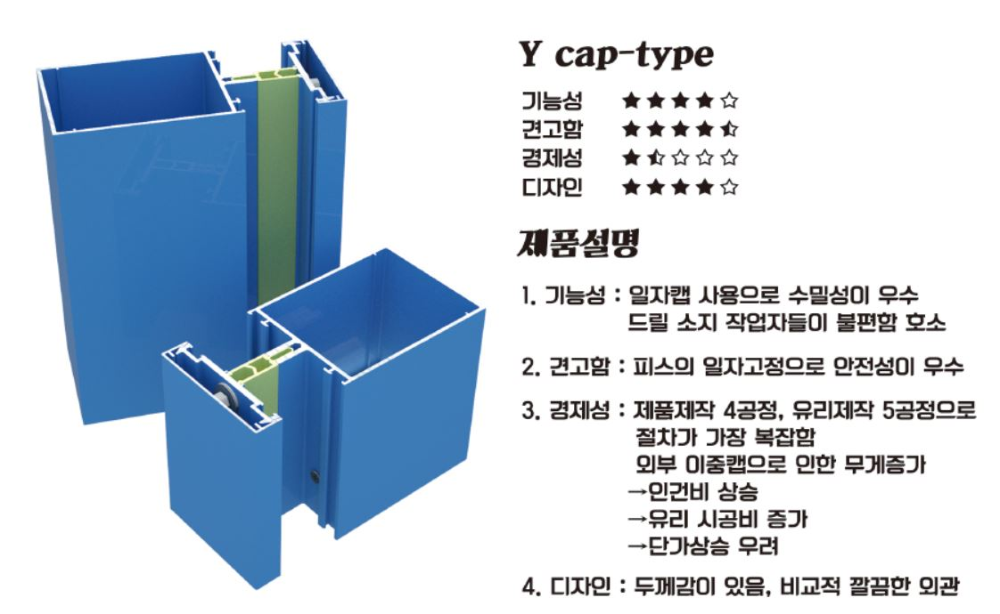 Y cap-type
기능성 ★★★★☆
견고함 ★★★★⯪
경제성 ★⯪☆☆☆
디자인 ★★★★☆
제품설명
1. 기능성 : 일자캡 사용으로 수밀성이 우수
드릴 소지 작업자들이 불편함 호소
2. 견고함 : 피스의 일자고정으로 안전성이 우수
3. 경제성 : 제품제작 4공정, 유리제작 5공정으로
절차가 가장 복잡함
외부 이중캡으로 인한 무게증가
→인건비 상승
→유리 시공비 증가
→단가상승 우려
4. 디자인 : 두께감이 있음, 비교적 깔끔한 외관